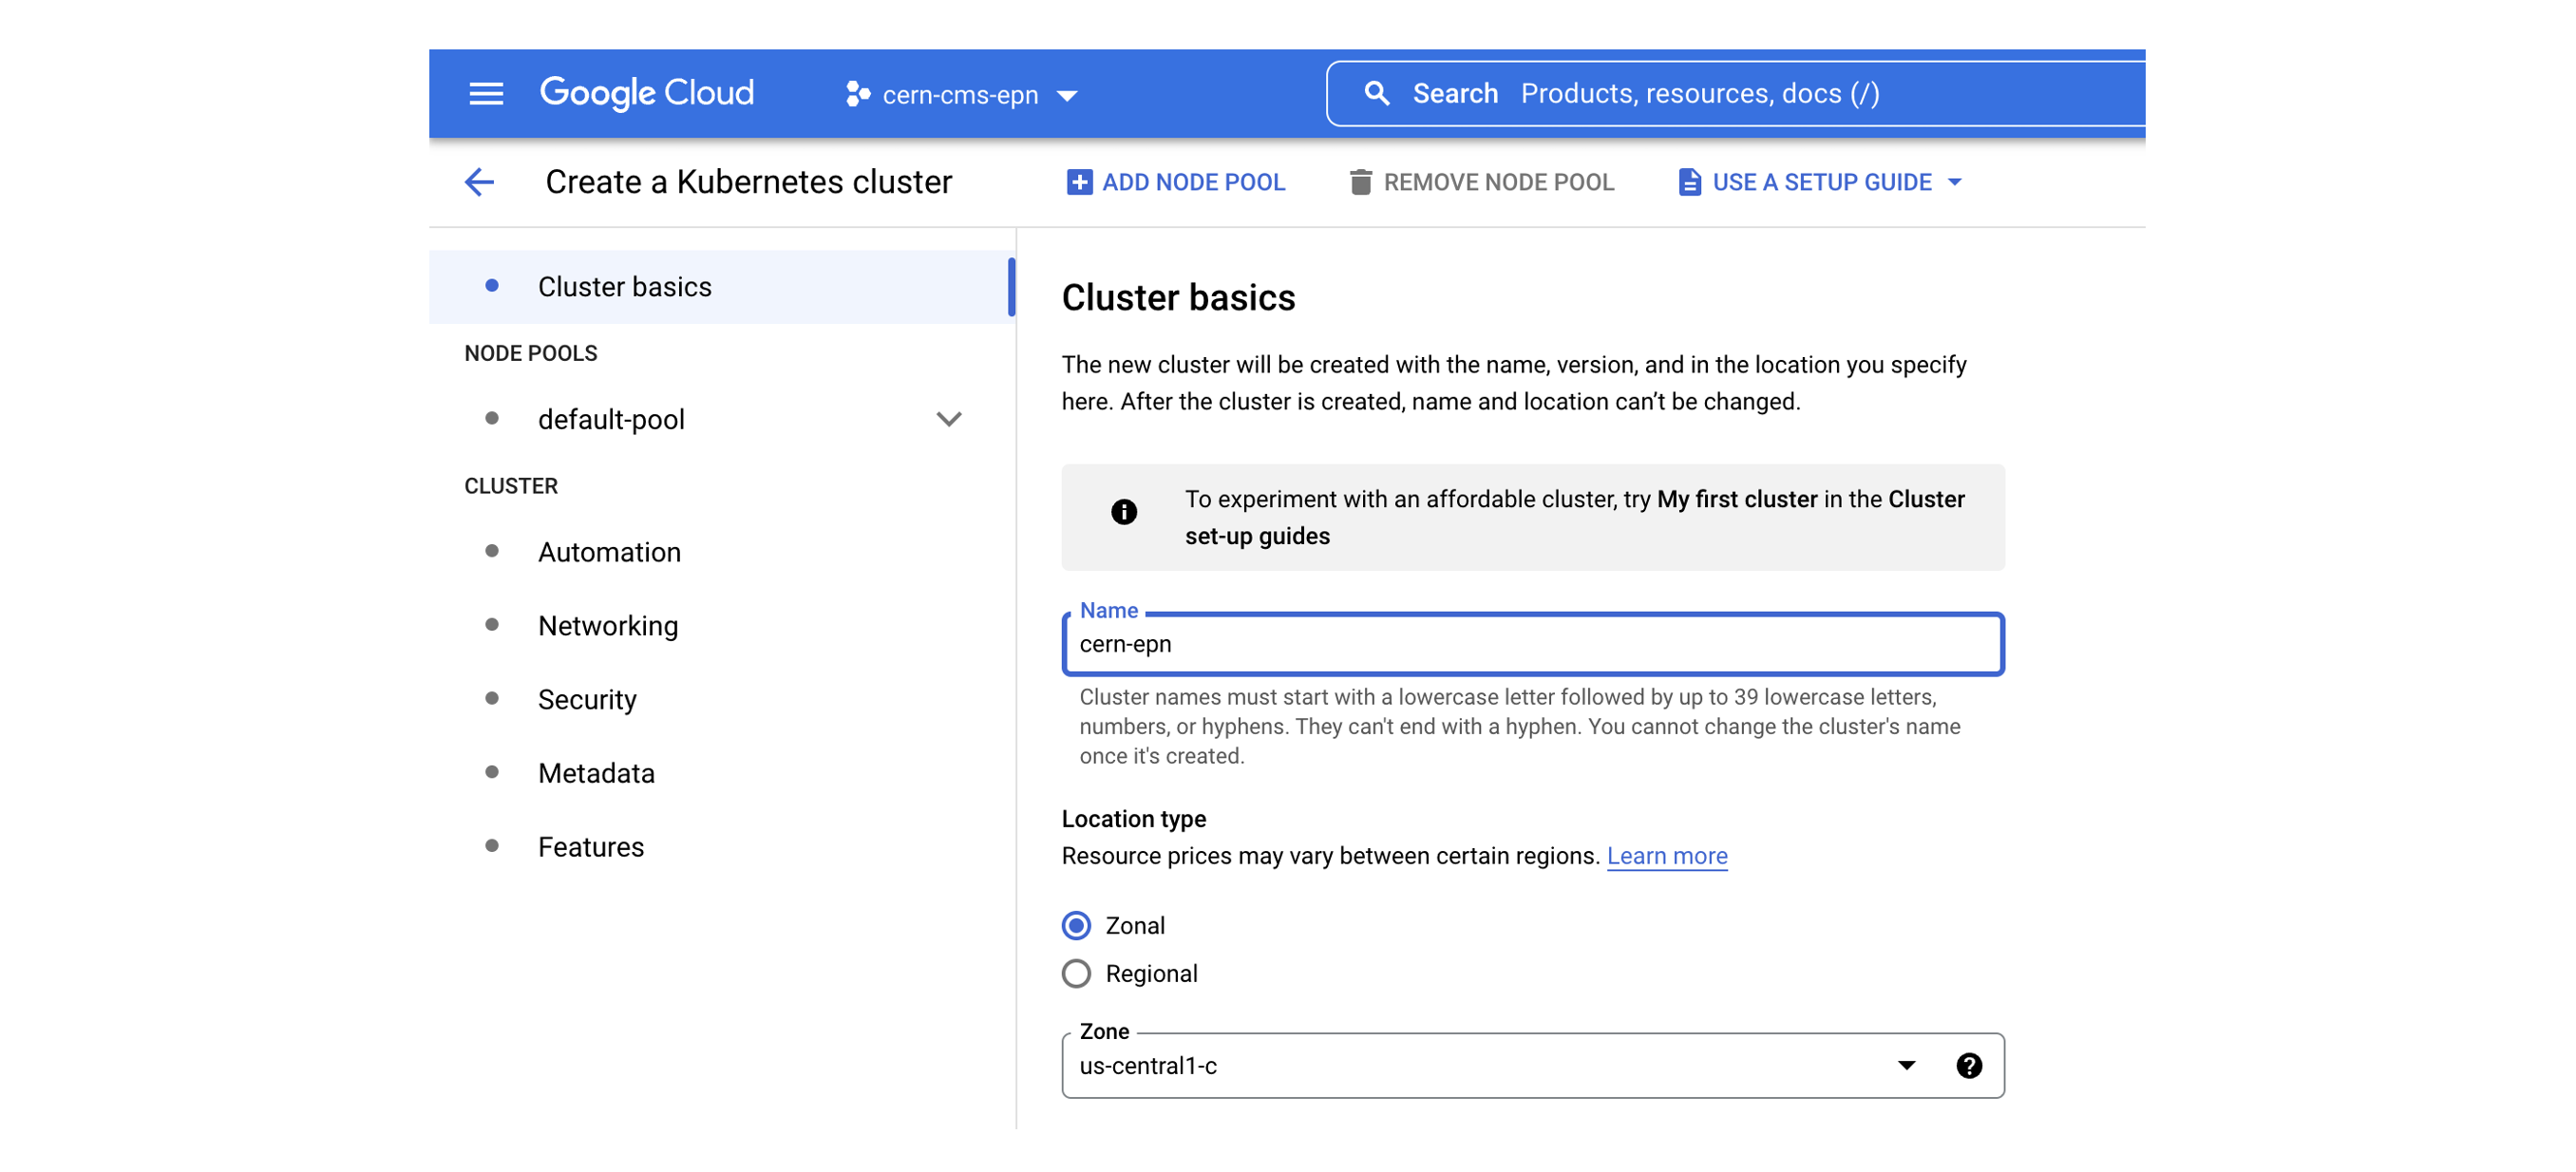 Google Cloud
cern-cms-epn
Search Products, resources, docs (/)
Create a Kubernetes cluster
ADD NODE POOL
REMOVE NODE POOL
USE A SETUP GUIDE
Cluster basics
NODE POOLS
default-pool
CLUSTER
Automation
Networking
Security
Metadata
Features
Cluster basics
The new cluster will be created with the name, version, and in the location you specify
here. After the cluster is created, name and location can’t be changed.
To experiment with an affordable cluster, try My first cluster in the Cluster
set-up guides
Name
cern-epn
Cluster names must start with a lowercase letter followed by up to 39 lowercase letters,
numbers, or hyphens. They can't end with a hyphen. You cannot change the cluster's name
once it's created.
Location type
Resource prices may vary between certain regions. Learn more
Zonal
Regional
Zone
us-central1-c